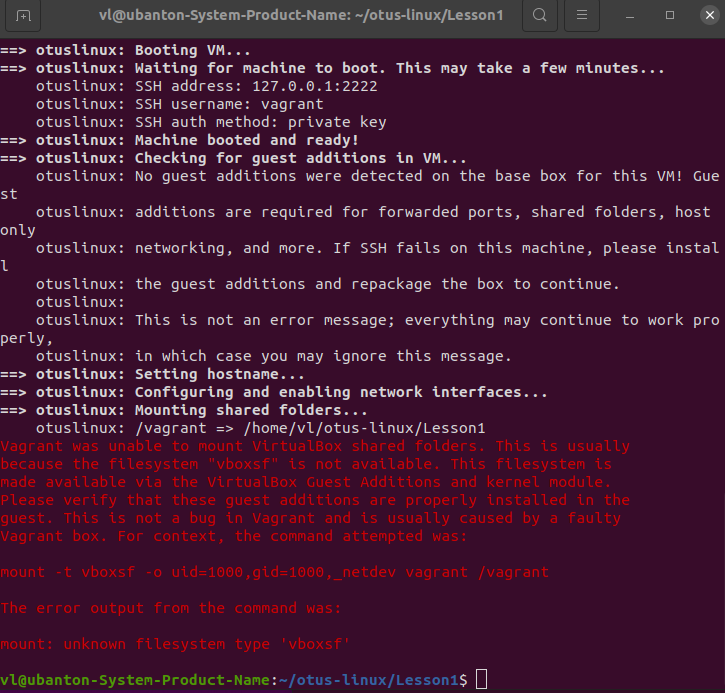 vl@ubanton-System-Product-Name: ~/otus-linux/Lesson1
==> otuslinux: Booting VM...
==> otuslinux: Waiting for machine to boot. This may take a few minutes...
    otuslinux: SSH address: 127.0.0.1:2222
    otuslinux: SSH username: vagrant
    otuslinux: SSH auth method: private key
==> otuslinux: Machine booted and ready!
==> otuslinux: Checking for guest additions in VM...
    otuslinux: No guest additions were detected on the base box for this VM! Gue
st
    otuslinux: additions are required for forwarded ports, shared folders, host
only
    otuslinux: networking, and more. If SSH fails on this machine, please instal
l
    otuslinux: the guest additions and repackage the box to continue.
    otuslinux:
    otuslinux: This is not an error message; everything may continue to work pro
perly,
    otuslinux: in which case you may ignore this message.
==> otuslinux: Setting hostname...
==> otuslinux: Configuring and enabling network interfaces...
==> otuslinux: Mounting shared folders...
    otuslinux: /vagrant => /home/vl/otus-linux/Lesson1
Vagrant was unable to mount VirtualBox shared folders. This is usually
because the filesystem "vboxsf" is not available. This filesystem is
made available via the VirtualBox Guest Additions and kernel module.
Please verify that these guest additions are properly installed in the
guest. This is not a bug in Vagrant and is usually caused by a faulty
Vagrant box. For context, the command attempted was:
mount -t vboxsf -o uid=1000,gid=1000,_netdev vagrant /vagrant
The error output from the command was:
mount: unknown filesystem type 'vboxsf'
vl@ubanton-System-Product-Name:~/otus-linux/Lesson1$